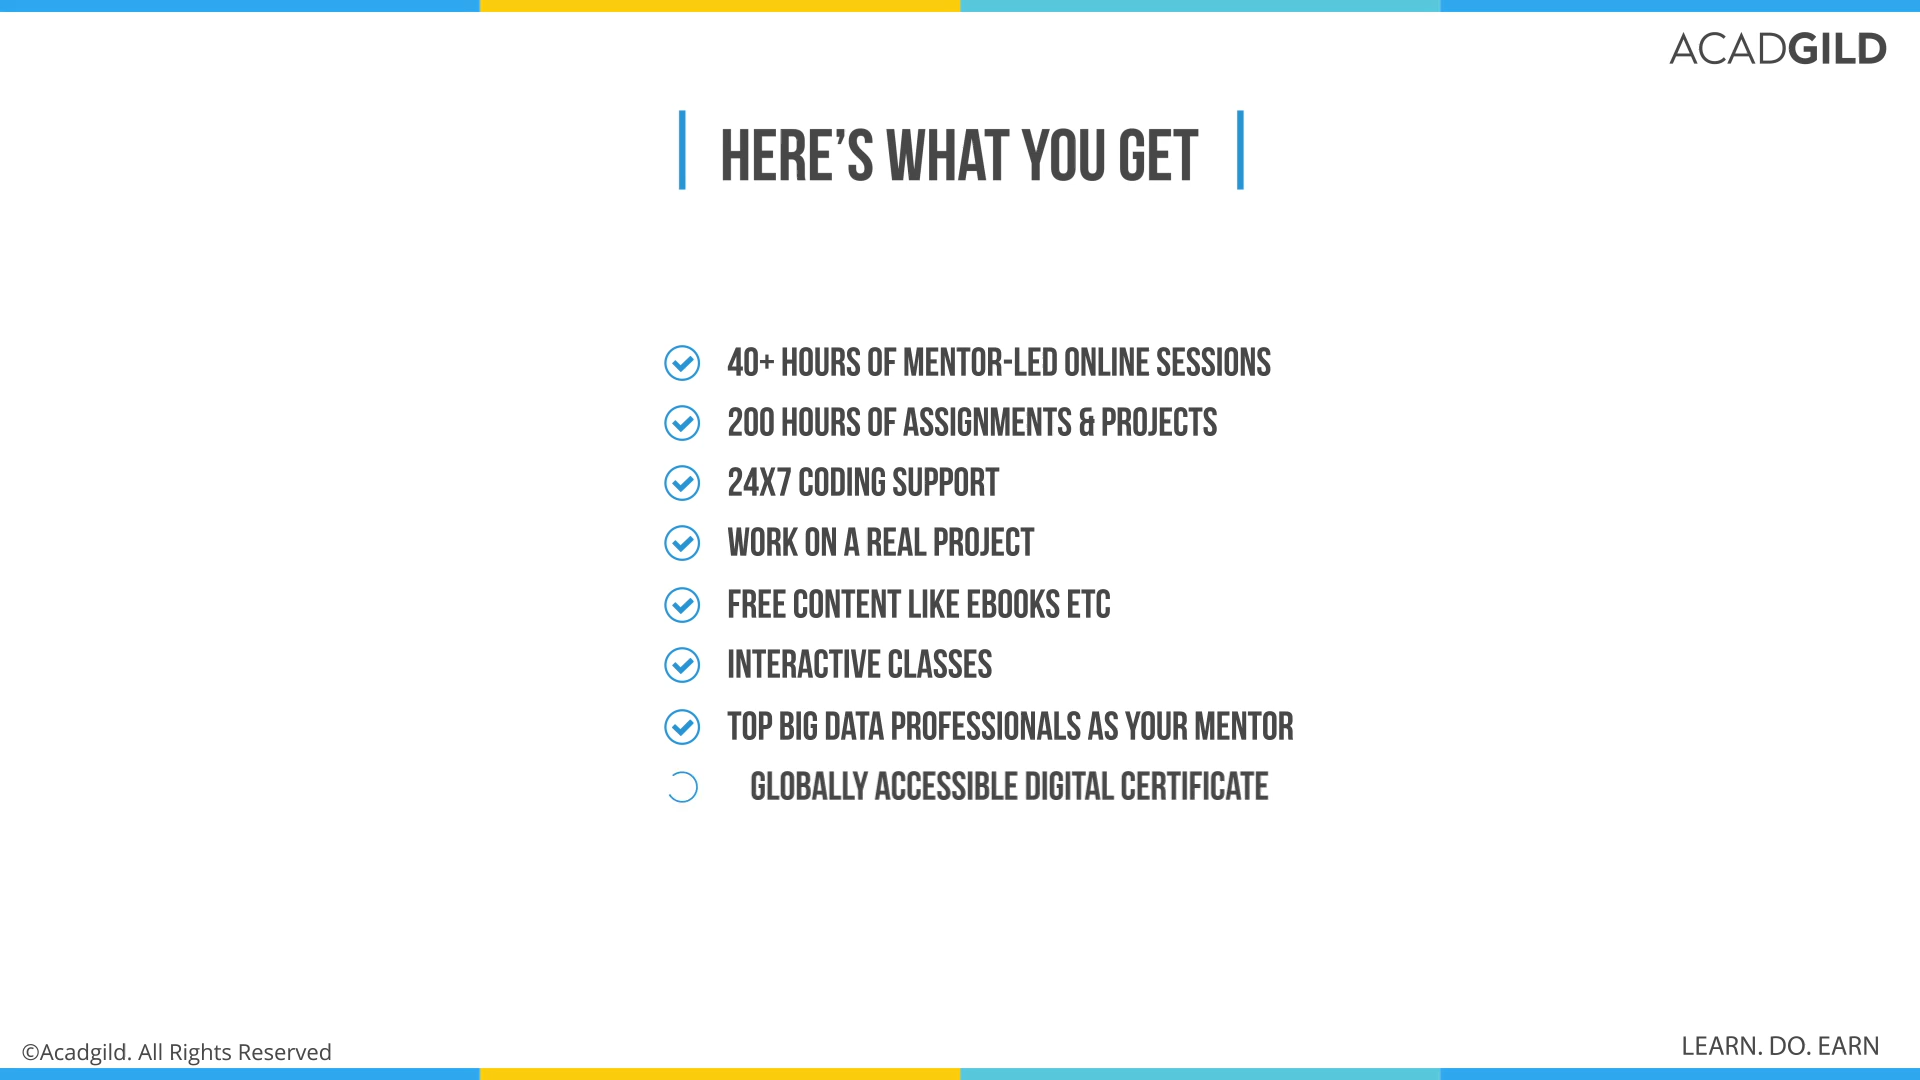 ACADGILD
HERE’S WHAT YOU GET
40+ HOURS OF MENTOR-LED ONLINE SESSIONS
200 HOURS OF ASSIGNMENTS & PROJECTS
24X7 CODING SUPPORT
WORK ON A REAL PROJECT
FREE CONTENT LIKE EBOOKS ETC
INTERACTIVE CLASSES
TOP BIG DATA PROFESSIONALS AS YOUR MENTOR
GLOBALLY ACCESSIBLE DIGITAL CERTIFICATE
©Acadgild. All Rights Reserved
LEARN. DO. EARN